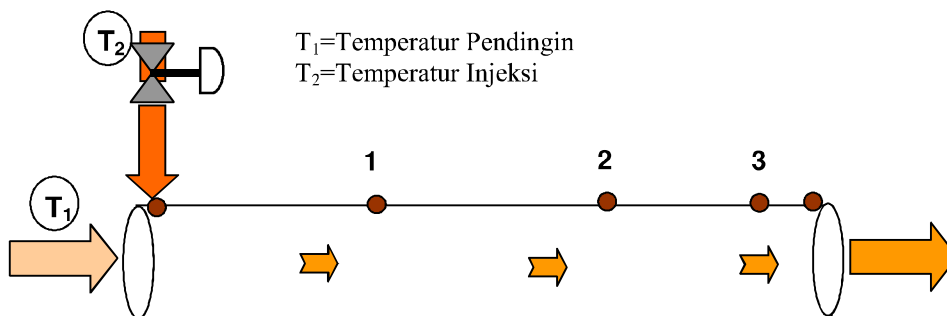 T₂
T₁=Temperatur Pendingin
T₂=Temperatur Injeksi
1 2 3
T₁